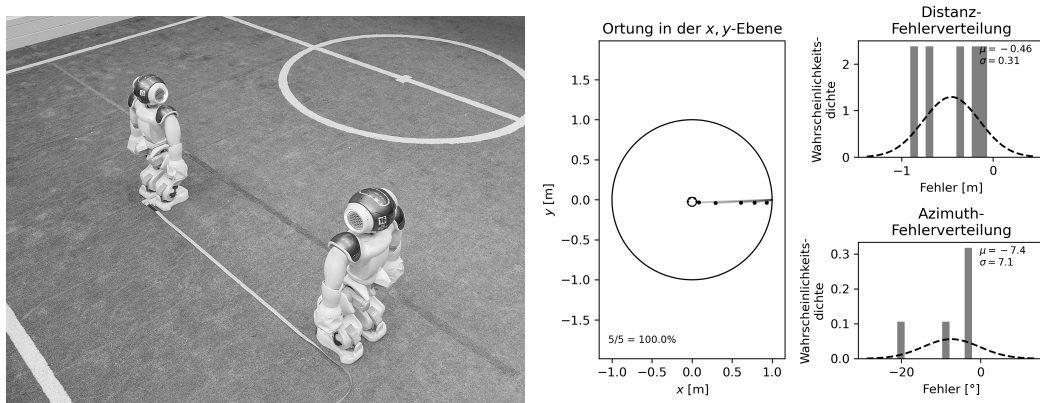 Ortung in der x, y-Ebene
y [m]
1.5
1.0
0.5
0.0
−0.5
−1.0
−1.5
5/5 = 100.0%
−1.0 −0.5 0.0 0.5 1.0
x [m]
Distanz-
Fehlerverteilung
Wahrscheinlichkeits-
dichte
2
1
0
μ = −0.46
σ = 0.31
−1 0
Fehler [m]
Azimuth-
Fehlerverteilung
Wahrscheinlichkeits-
dichte
0.3
0.2
0.1
0.0
μ = −7.4
σ = 7.1
−20 0
Fehler [°]